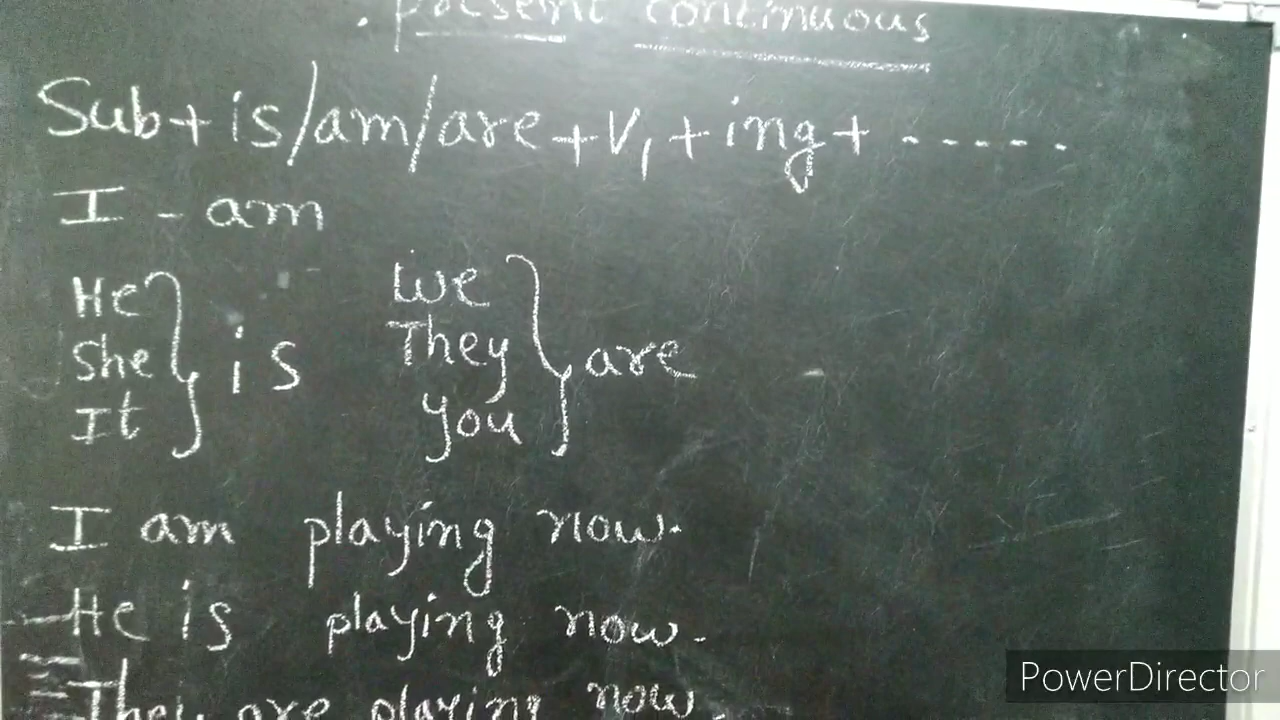 . present continuous
Sub + is/am/are + V1 + ing + - - - - -
I - am
He
She } is
It
We
They } are
you
I am playing now.
He is playing now.
They are playing now.
PowerDirector